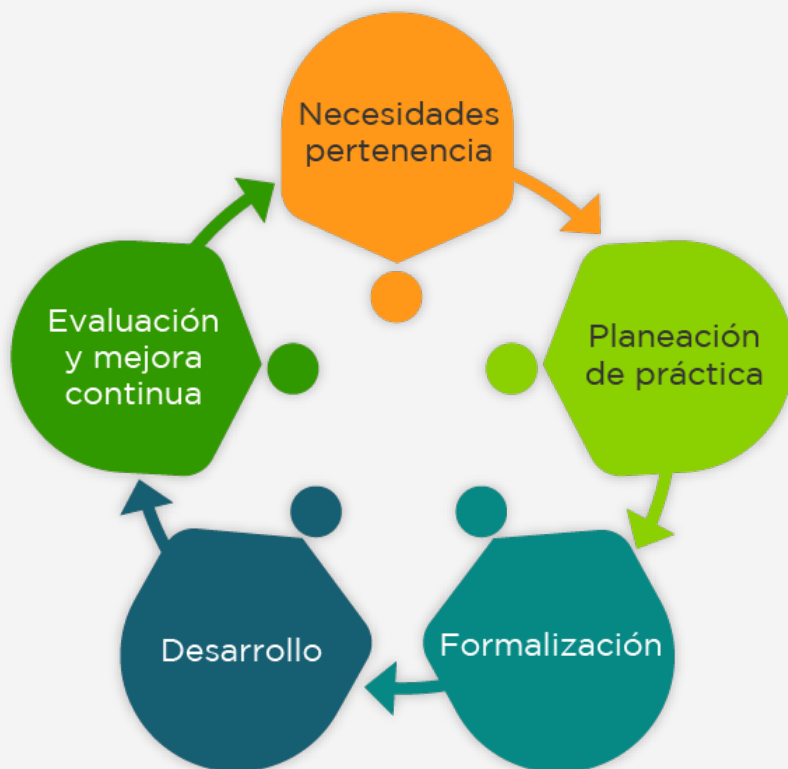 Necesidades
pertenencia
Planeación
de práctica
Formalización
Desarrollo
Evaluación
y mejora
continua